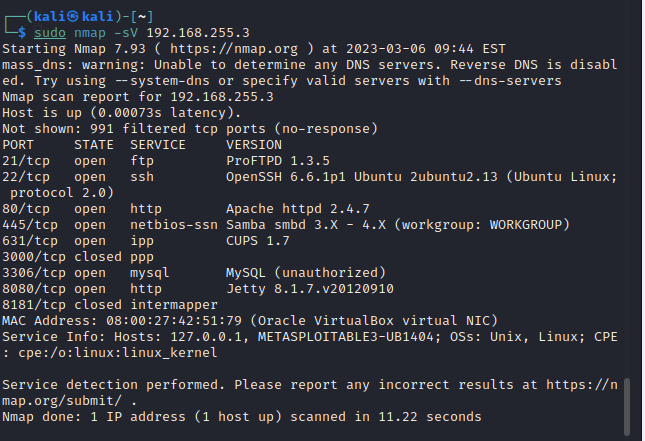 ┌──(kali㉿kali)-[~]
└─$ sudo nmap -sV 192.168.255.3
Starting Nmap 7.93 ( https://nmap.org ) at 2023-03-06 09:44 EST
mass_dns: warning: Unable to determine any DNS servers. Reverse DNS is disabl
ed. Try using --system-dns or specify valid servers with --dns-servers
Nmap scan report for 192.168.255.3
Host is up (0.00073s latency).
Not shown: 991 filtered tcp ports (no-response)
PORT     STATE  SERVICE     VERSION
21/tcp   open   ftp         ProFTPD 1.3.5
22/tcp   open   ssh         OpenSSH 6.6.1p1 Ubuntu 2ubuntu2.13 (Ubuntu Linux;
 protocol 2.0)
80/tcp   open   http        Apache httpd 2.4.7
445/tcp  open   netbios-ssn Samba smbd 3.X - 4.X (workgroup: WORKGROUP)
631/tcp  open   ipp         CUPS 1.7
3000/tcp closed ppp
3306/tcp open   mysql       MySQL (unauthorized)
8080/tcp open   http        Jetty 8.1.7.v20120910
8181/tcp closed intermapper
MAC Address: 08:00:27:42:51:79 (Oracle VirtualBox virtual NIC)
Service Info: Hosts: 127.0.0.1, METASPLOITABLE3-UB1404; OSs: Unix, Linux; CPE
: cpe:/o:linux:linux_kernel

Service detection performed. Please report any incorrect results at https://n
map.org/submit/ .
Nmap done: 1 IP address (1 host up) scanned in 11.22 seconds